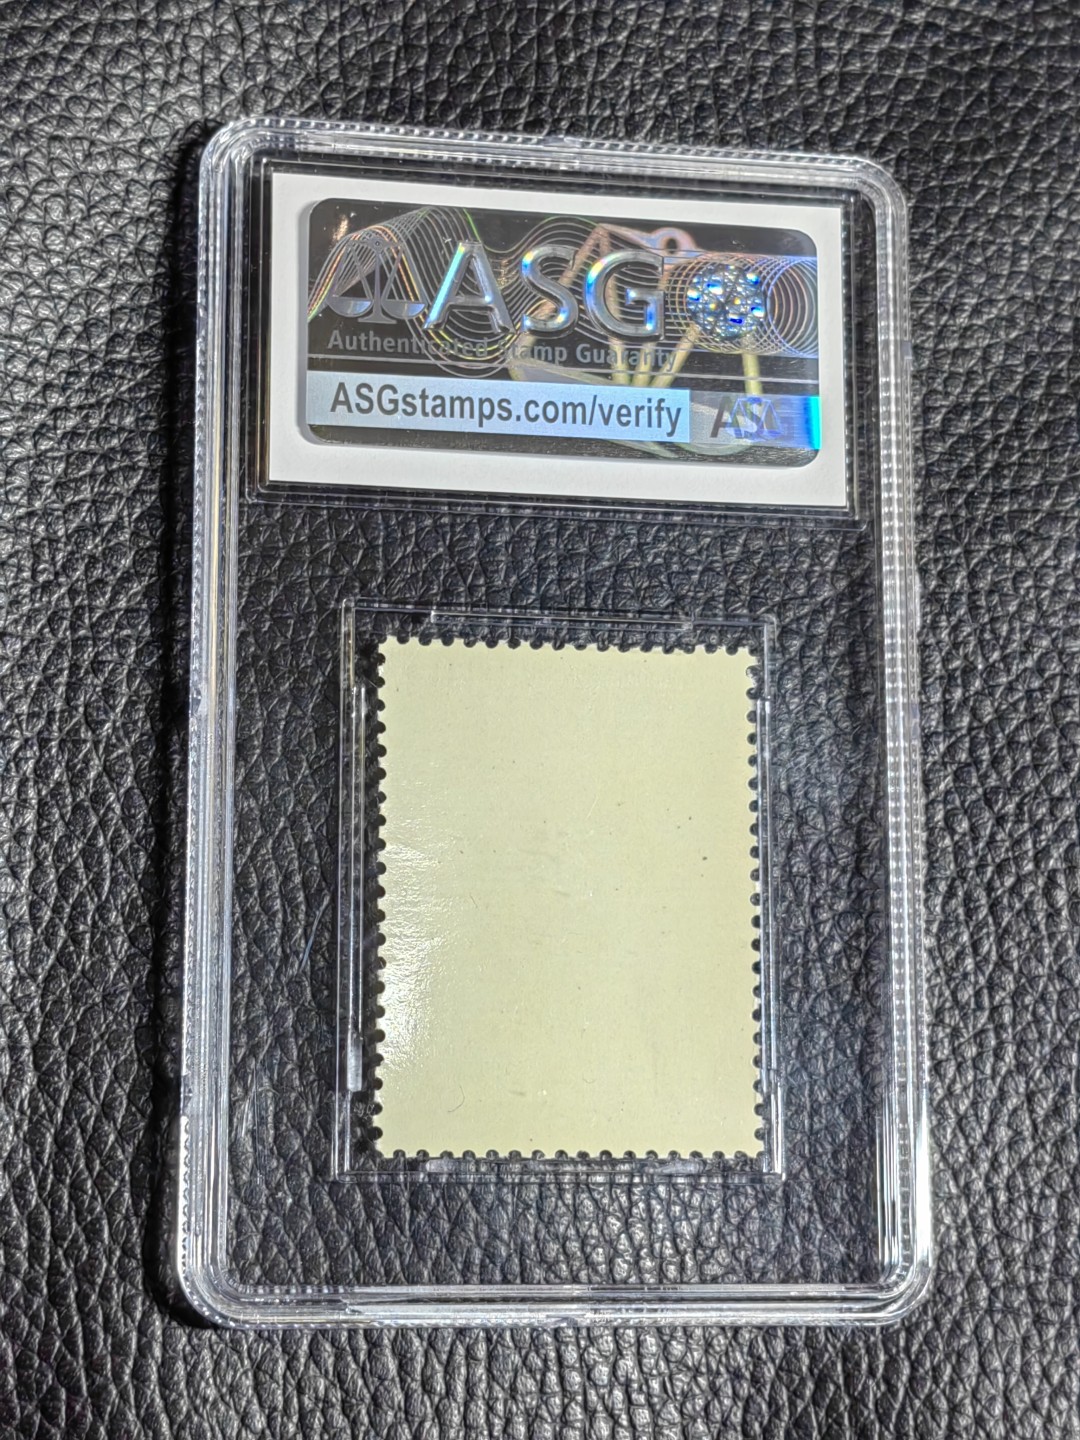 ASG
Authenticated Stamp Guaranty
ASGstamps.com/verify
ASG